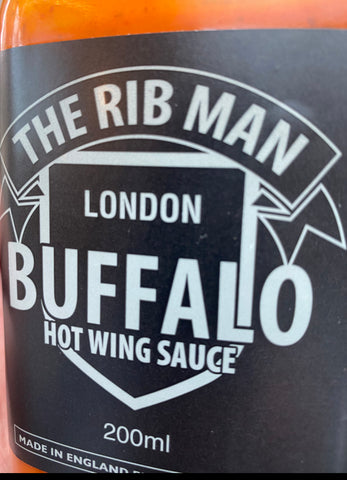 THE RIB MAN
LONDON
BUFFALO
HOT WING SAUCE
200ml
MADE IN ENGLAND